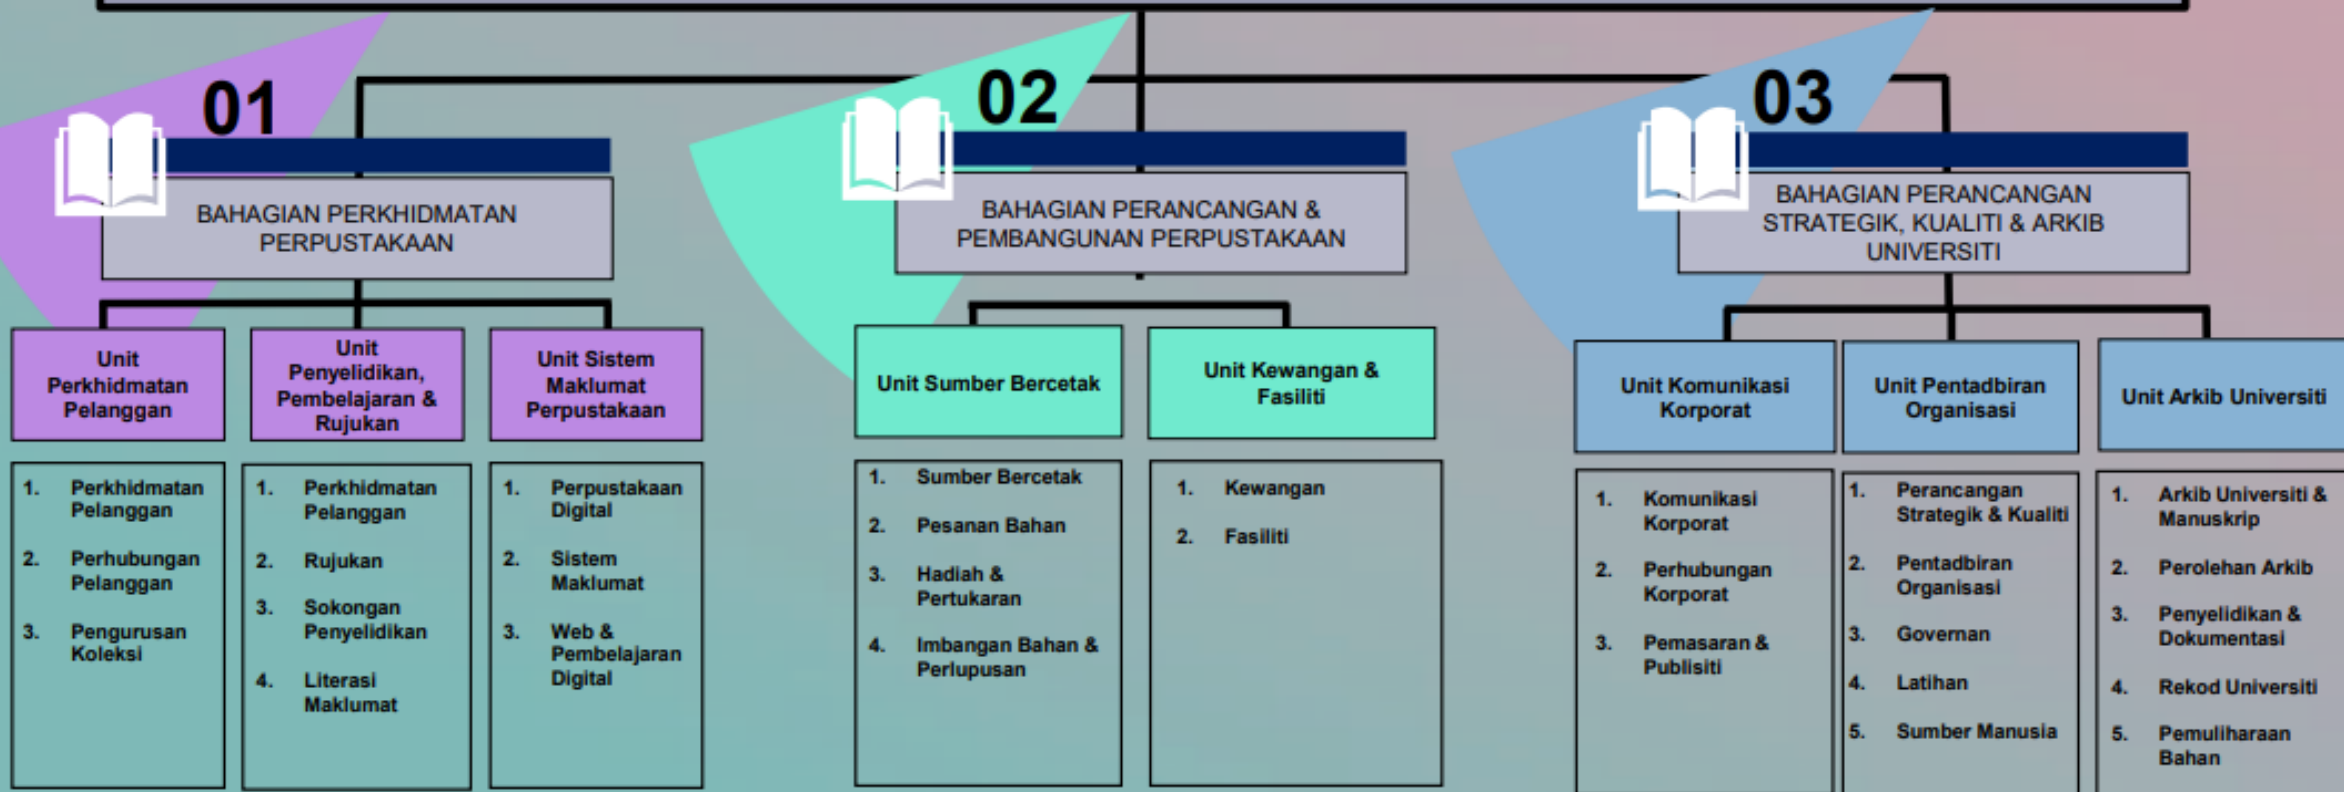 01
BAHAGIAN PERKHIDMATAN
PERPUSTAKAAN
Unit
Perkhidmatan
Pelanggan
1. Perkhidmatan
Pelanggan
2. Perhubungan
Pelanggan
3. Pengurusan
Koleksi
Unit
Penyelidikan,
Pembelajaran &
Rujukan
1. Perkhidmatan
Pelanggan
2. Rujukan
3. Sokongan
Penyelidikan
4. Literasi
Maklumat
Unit Sistem
Maklumat
Perpustakaan
1. Perpustakaan
Digital
2. Sistem
Maklumat
3. Web &
Pembelajaran
Digital
02
BAHAGIAN PERANCANGAN &
PEMBANGUNAN PERPUSTAKAAN
Unit Sumber Bercetak
1. Sumber Bercetak
2. Pesanan Bahan
3. Hadiah &
Pertukaran
4. Imbangan Bahan &
Perlupusan
Unit Kewangan &
Fasiliti
1. Kewangan
2. Fasiliti
03
BAHAGIAN PERANCANGAN
STRATEGIK, KUALITI & ARKIB
UNIVERSITI
Unit Komunikasi
Korporat
1. Komunikasi
Korporat
2. Perhubungan
Korporat
3. Pemasaran &
Publisiti
Unit Pentadbiran
Organisasi
1. Perancangan
Strategik & Kualiti
2. Pentadbiran
Organisasi
3. Governan
4. Latihan
5. Sumber Manusia
Unit Arkib Universiti
1. Arkib Universiti &
Manuskrip
2. Perolehan Arkib
3. Penyelidikan &
Dokumentasi
4. Rekod Universiti
5. Pemuliharaan
Bahan